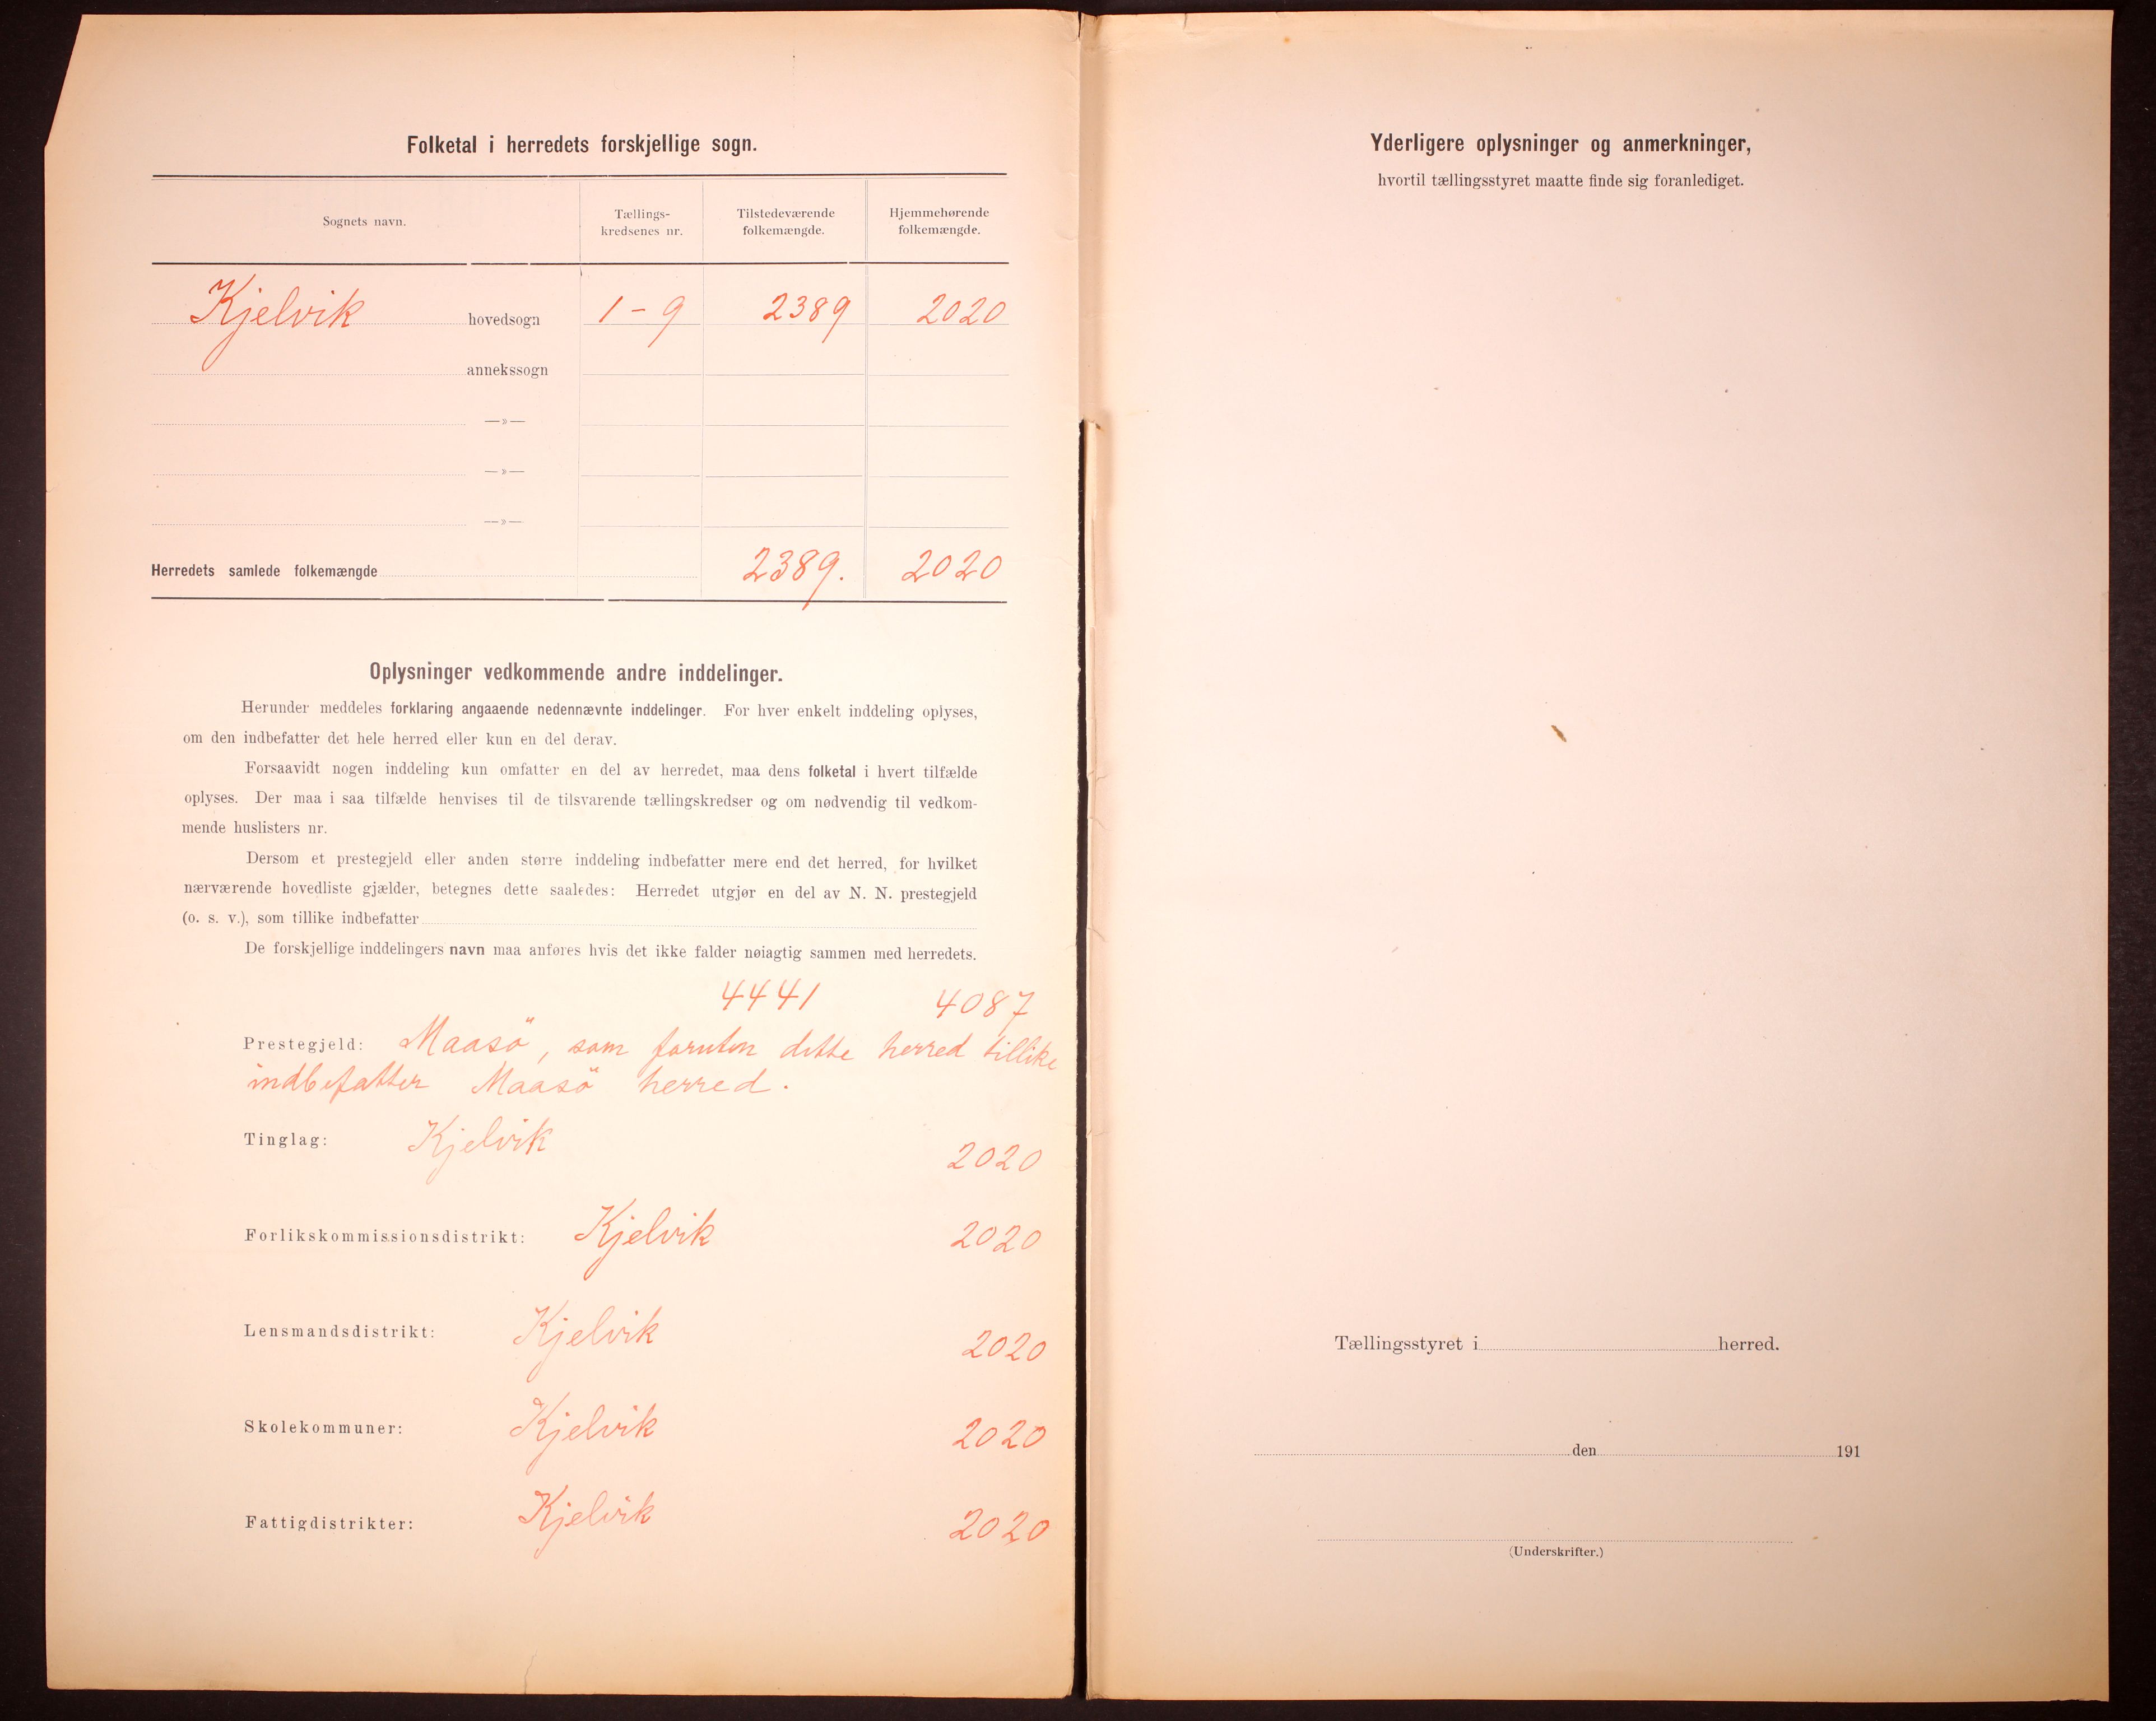 Folketal i herredets forskjellige sogn.
Sognets navn. Tællings-kredsenes nr. Tilstedeværende folkemængde. Hjemmehørende folkemængde.
Kjelvik hovedsogn 1 - 9 2389 2020
annekssogn
—»—
—»—
—»—
Herredets samlede folkemængde 2389. 2020
Oplysninger vedkommende andre inddelinger.
Herunder meddeles forklaring angaaende nedennævnte inddelinger. For hver enkelt inddeling oplyses,
om den indbefatter det hele herred eller kun en del derav.
Forsaavidt nogen inddeling kun omfatter en del av herredet, maa dens folketal i hvert tilfælde
oplyses. Der maa i saa tilfælde henvises til de tilsvarende tællingskredser og om nødvendig til vedkom-
mende huslisters nr.
Dersom et prestegjeld eller anden større inddeling indbefatter mere end det herred, for hvilket
nærværende hovedliste gjælder, betegnes dette saaledes: Herredet utgjør en del av N. N. prestegjeld
(o. s. v.), som tillike indbefatter
De forskjellige inddelingers navn maa anføres hvis det ikke falder nøiagtig sammen med herredets.
4441 4087
Prestegjeld: Maasö, som foruten dette herred tillike
indbefatter Maasö herred.
Tinglag: Kjelvik 2020
Forlikskommissionsdistrikt: Kjelvik 2020
Lensmandsdistrikt: Kjelvik 2020
Skolekommuner: Kjelvik 2020
Fattigdistrikter: Kjelvik 2020
Yderligere oplysninger og anmerkninger,
hvortil tællingsstyret maatte finde sig foranlediget.
Tællingsstyret i herred.
den 191
(Underskrifter.)